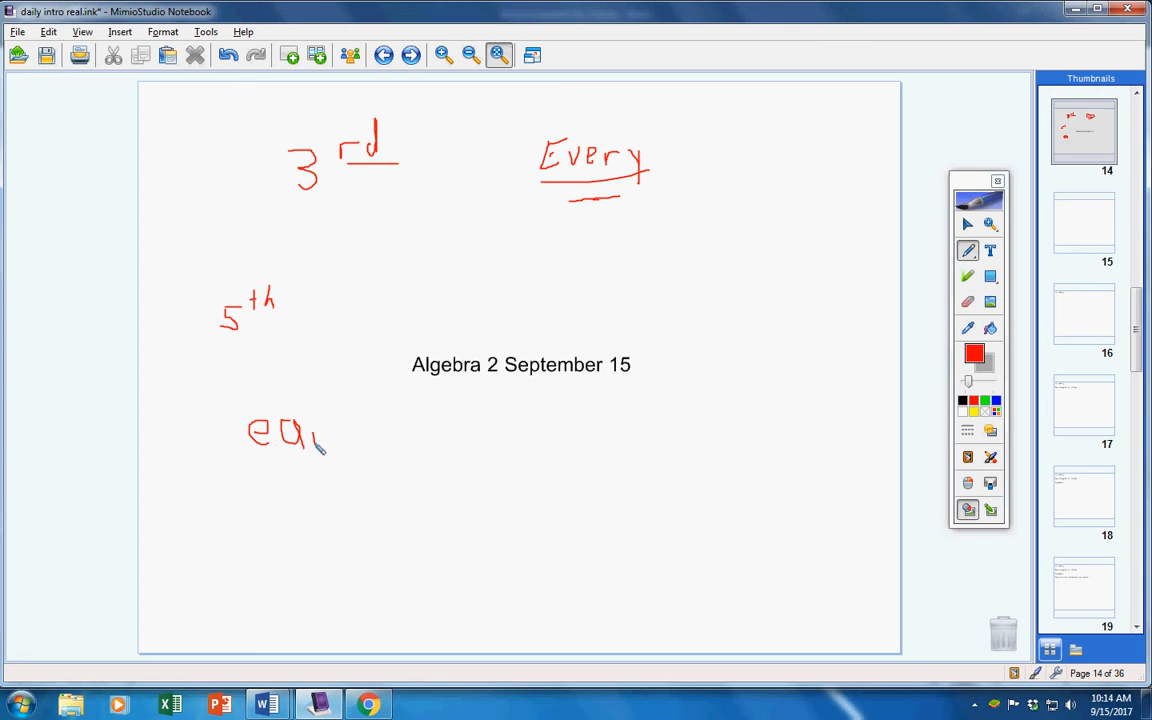 daily intro real.ink* - MimioStudio Notebook
File Edit View Insert Format Tools Help
3rd Every
5th
Algebra 2 September 15
Thumbnails
14
15
16
17
18
19
Page 14 of 36
10:14 AM
9/15/2017